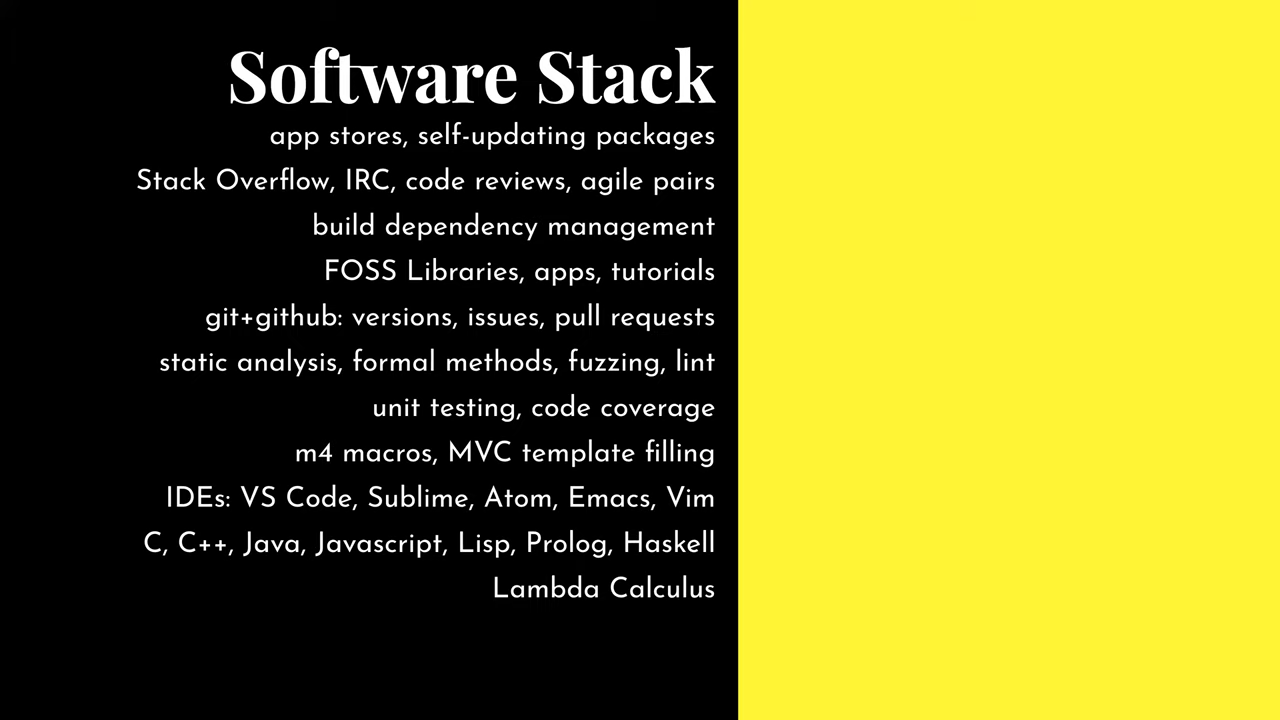 Software Stack
app stores, self-updating packages
Stack Overflow, IRC, code reviews, agile pairs
build dependency management
FOSS Libraries, apps, tutorials
git+github: versions, issues, pull requests
static analysis, formal methods, fuzzing, lint
unit testing, code coverage
m4 macros, MVC template filling
IDEs: VS Code, Sublime, Atom, Emacs, Vim
C, C++, Java, Javascript, Lisp, Prolog, Haskell
Lambda Calculus